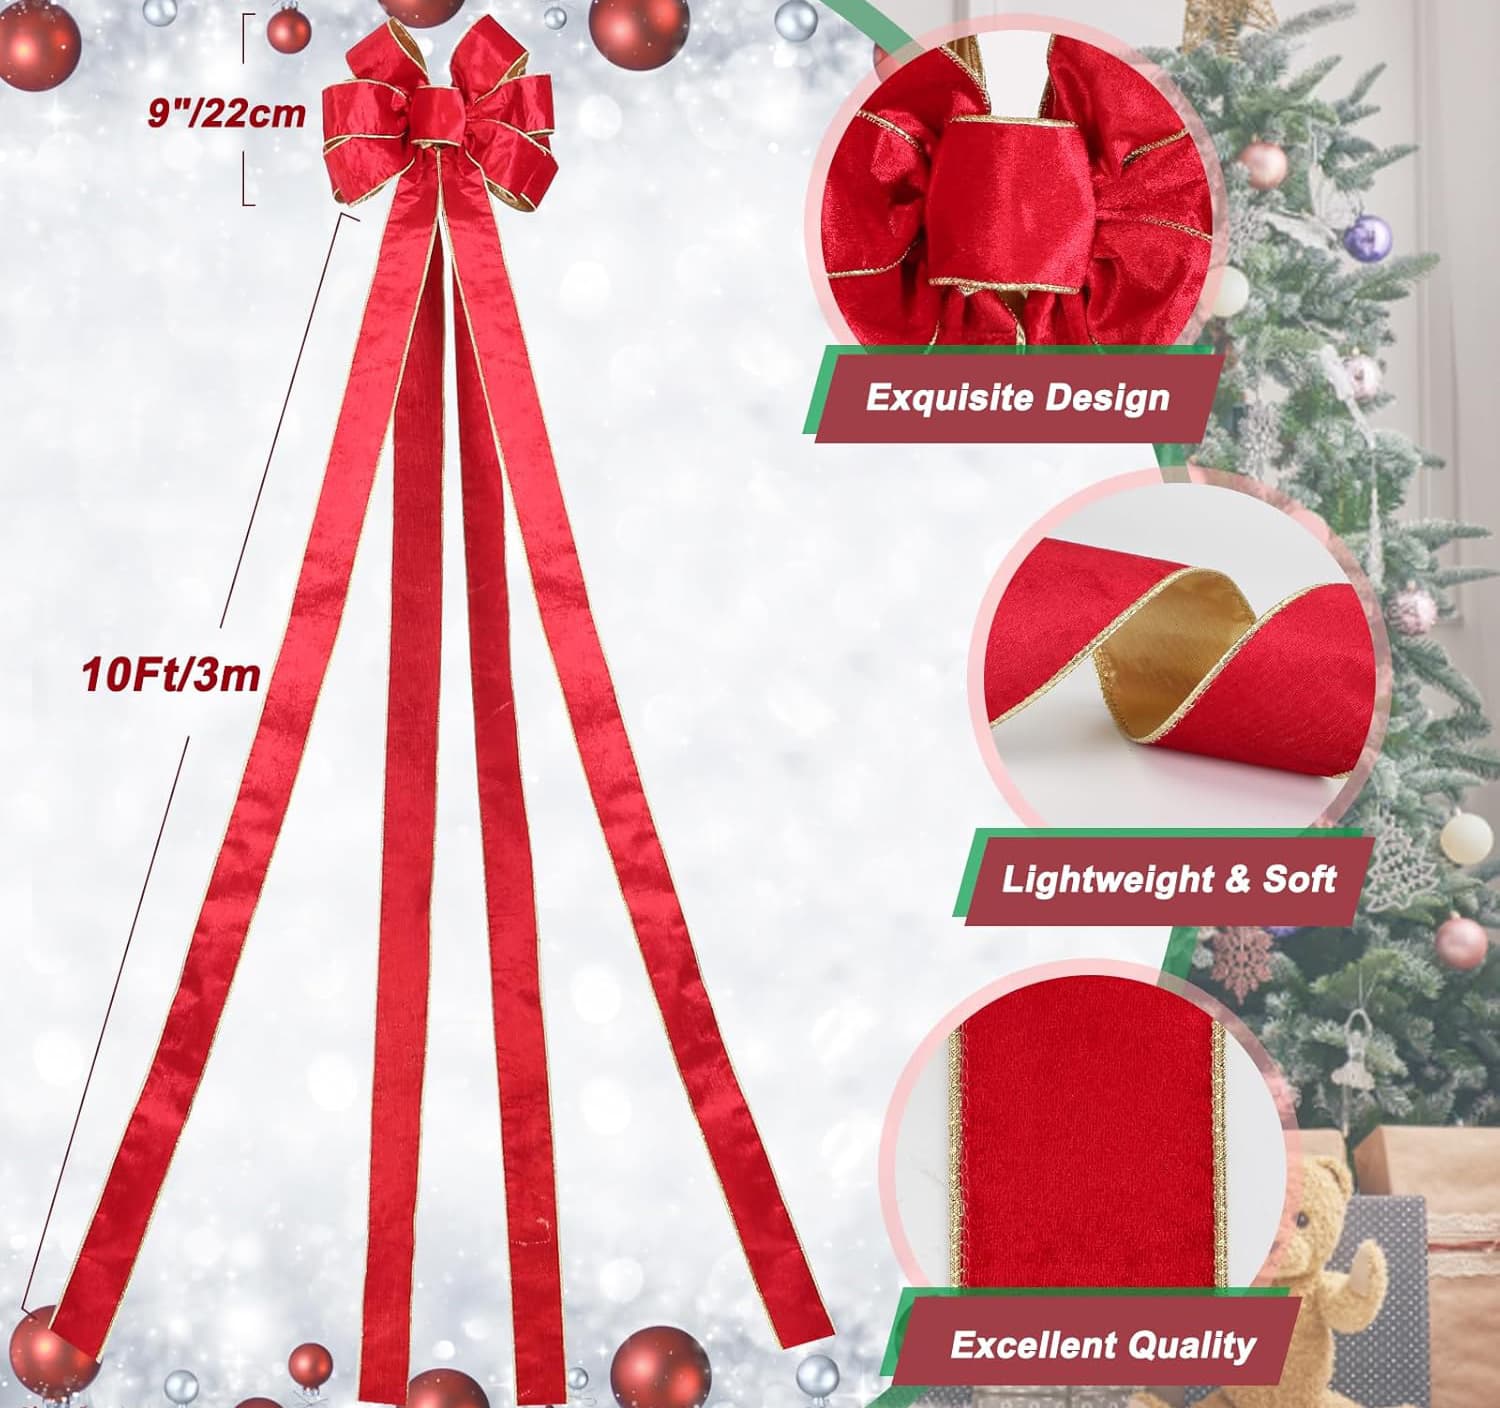 9"/22cm
10Ft/3m
Exquisite Design
Lightweight & Soft
Excellent Quality